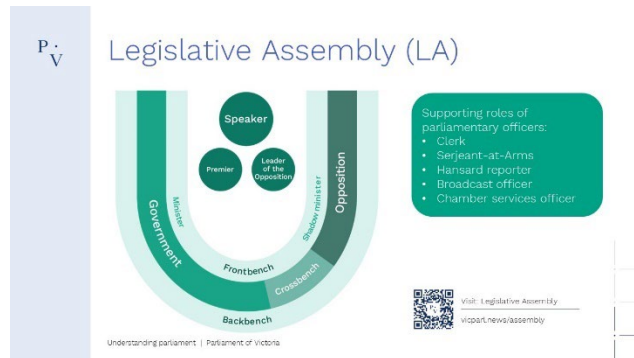 P.
V
Legislative Assembly (LA)
Speaker
Premier
Leader
of the
Opposition
Government
Minister
Shadow minister
Opposition
Frontbench
Crossbench
Backbench
Supporting roles of
parliamentary officers:
• Clerk
• Serjeant-at-Arms
• Hansard reporter
• Broadcast officer
• Chamber services officer
Visit: Legislative Assembly
vicparl.news/assembly
Understanding parliament | Parliament of Victoria